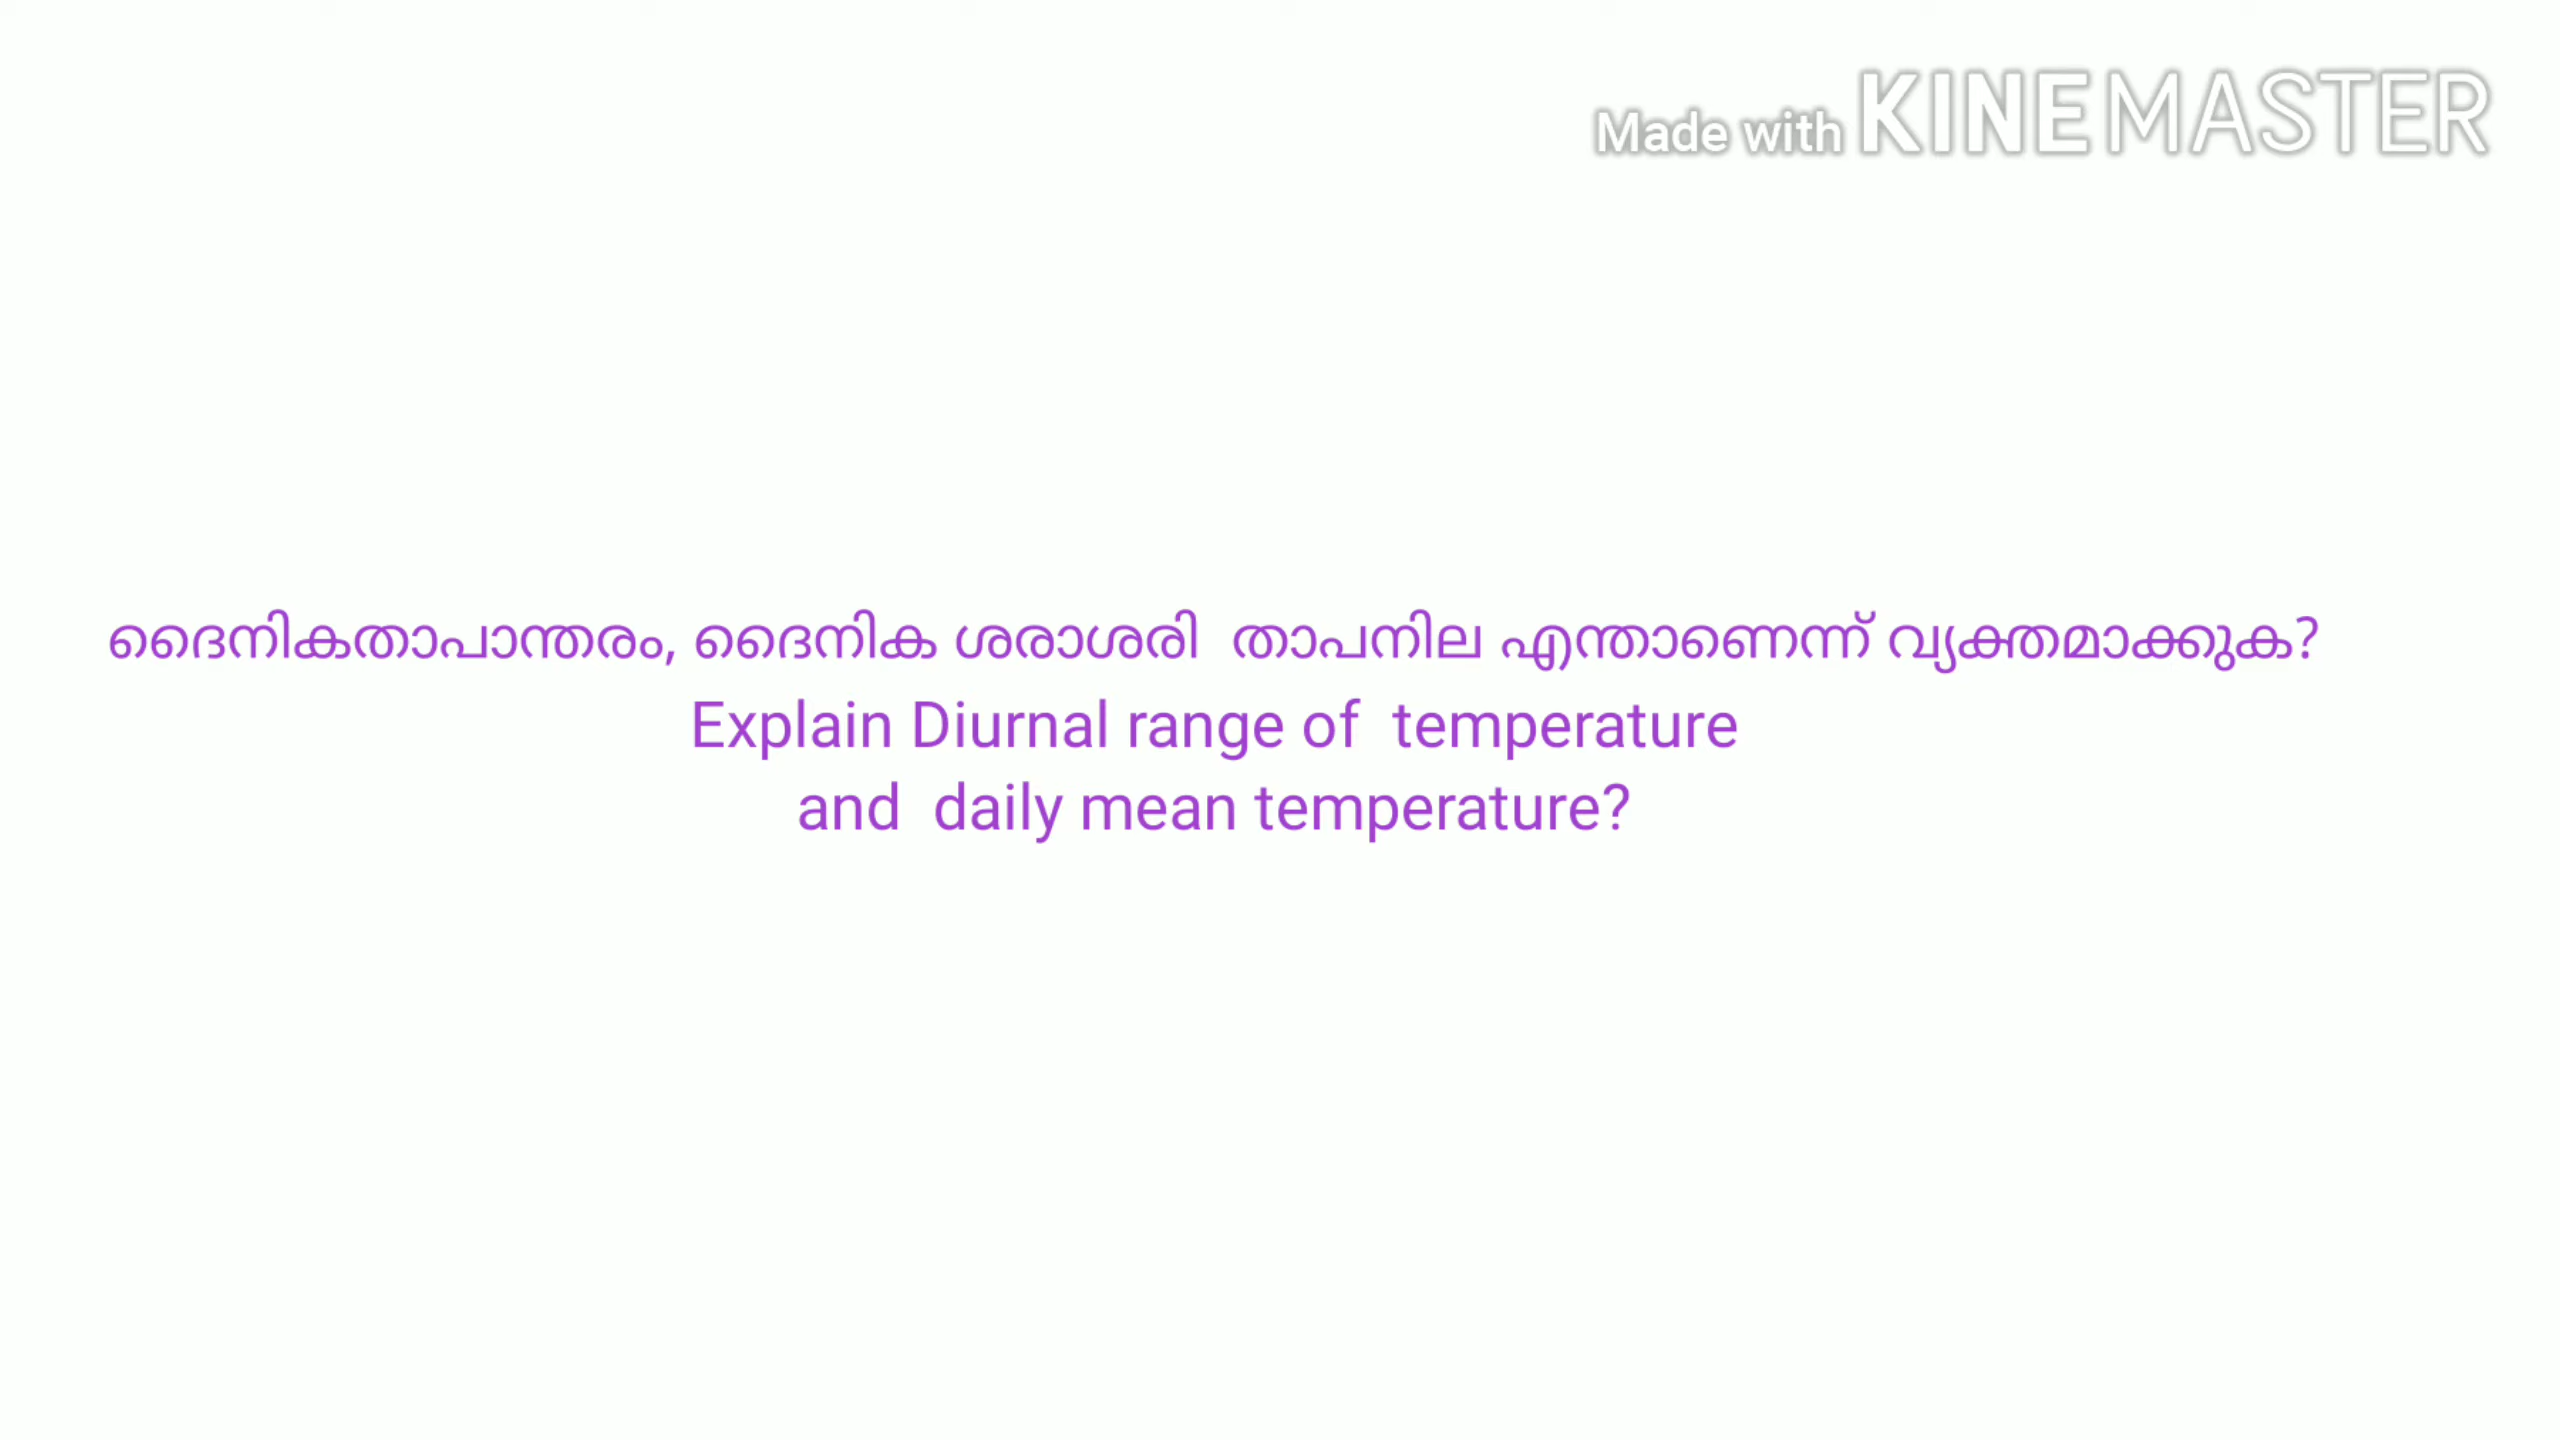 Made with KINEMASTER
ദൈനികതാപാന്തരം, ദൈനിക ശരാശരി താപനില എന്താണെന്ന് വ്യക്തമാക്കുക?
Explain Diurnal range of temperature
and daily mean temperature?